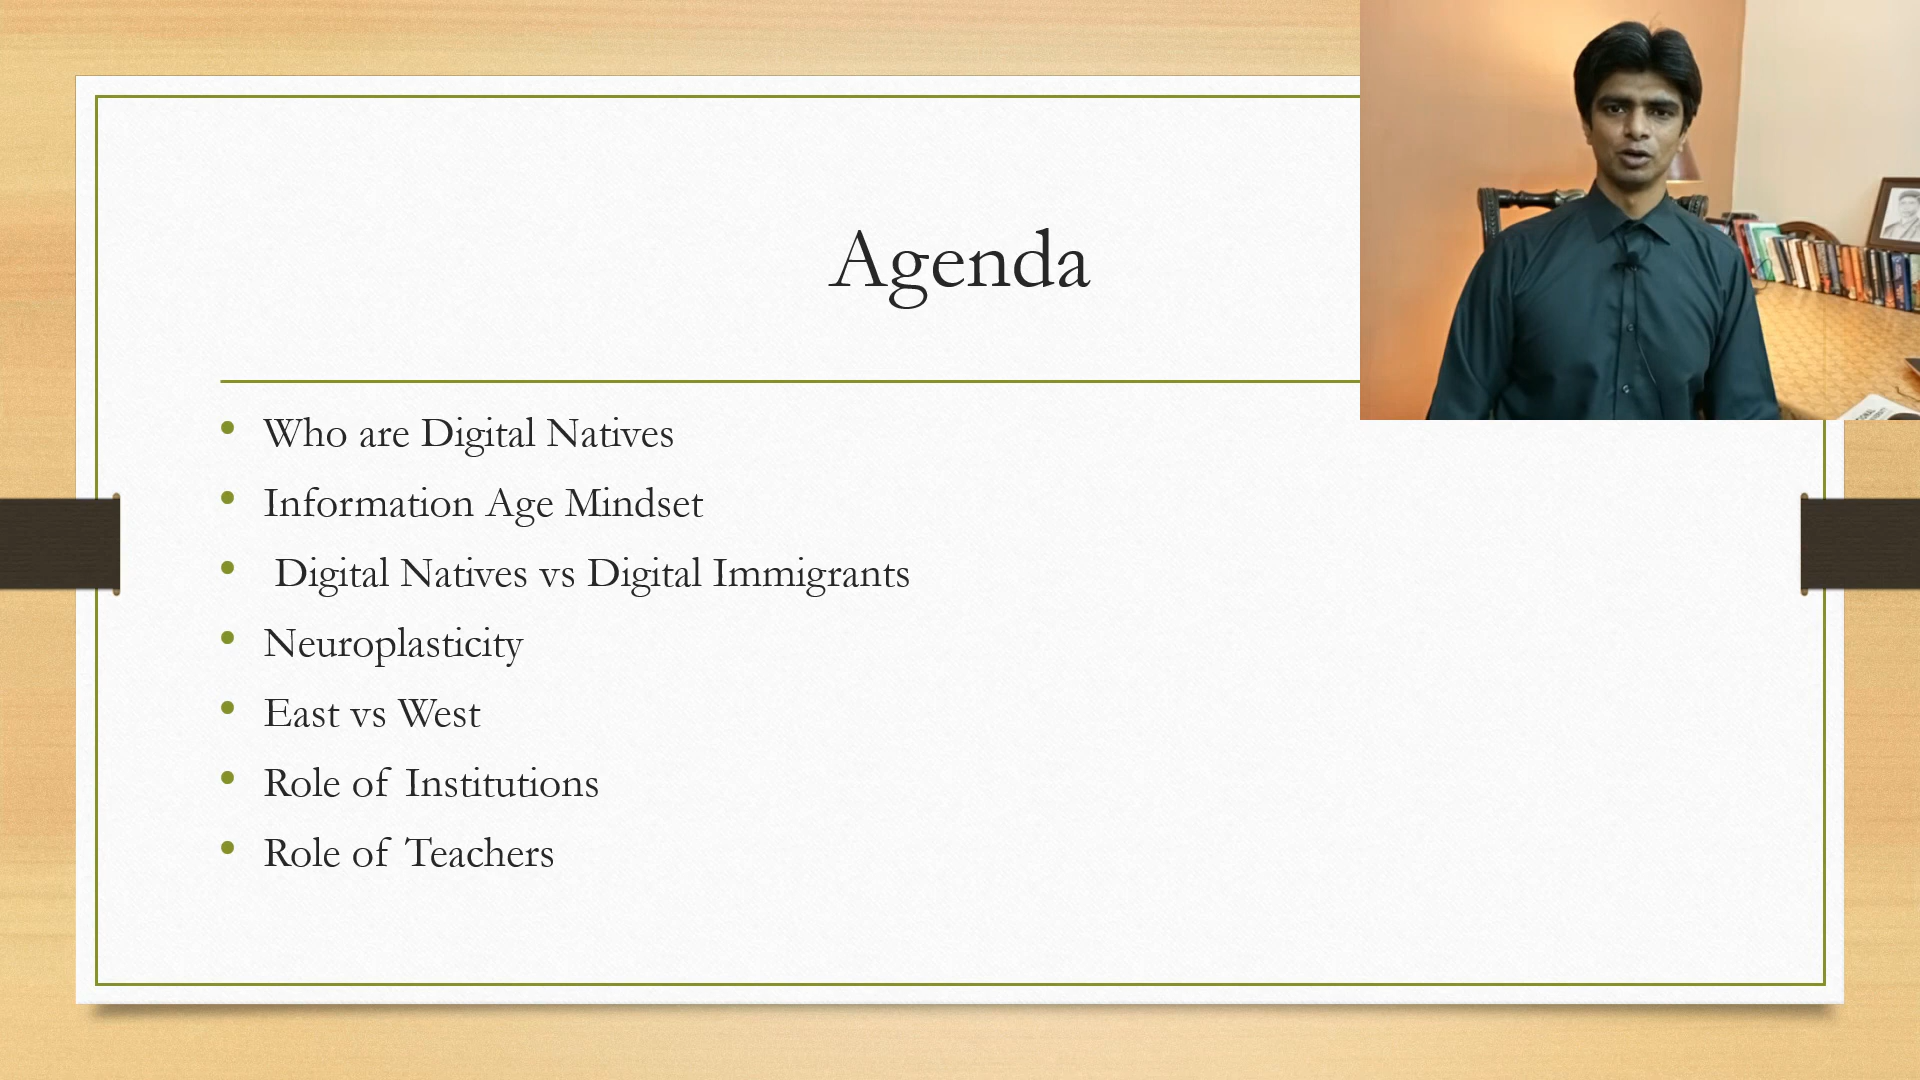 Agenda
• Who are Digital Natives
• Information Age Mindset
• Digital Natives vs Digital Immigrants
• Neuroplasticity
• East vs West
• Role of Institutions
• Role of Teachers